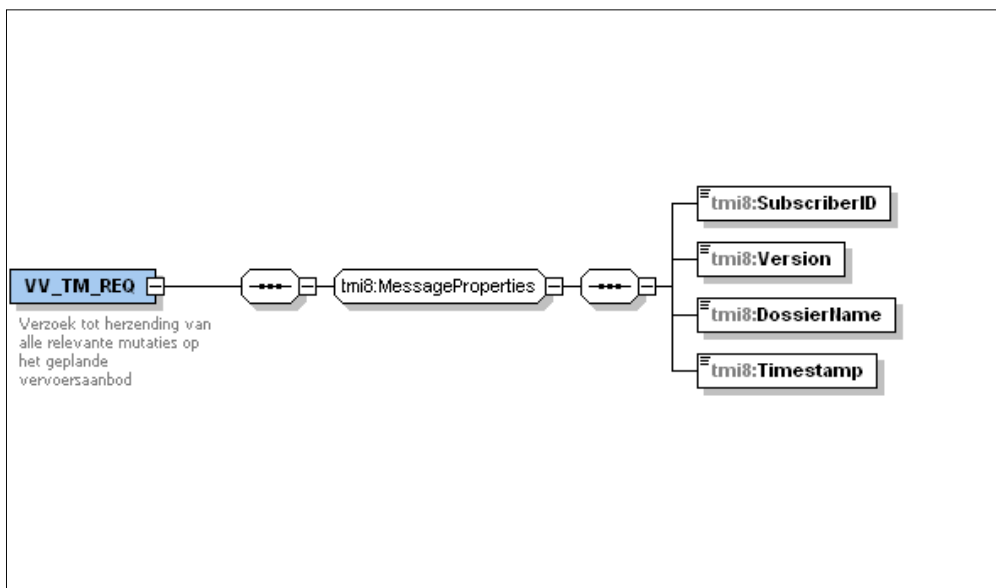 tmi8:SubscriberID
tmi8:Version
VV_TM_REQ
tmi8:MessageProperties
tmi8:DossierName
Verzoek tot herzending van
alle relevante mutaties op
het geplande
vervoersaanbod
tmi8:Timestamp